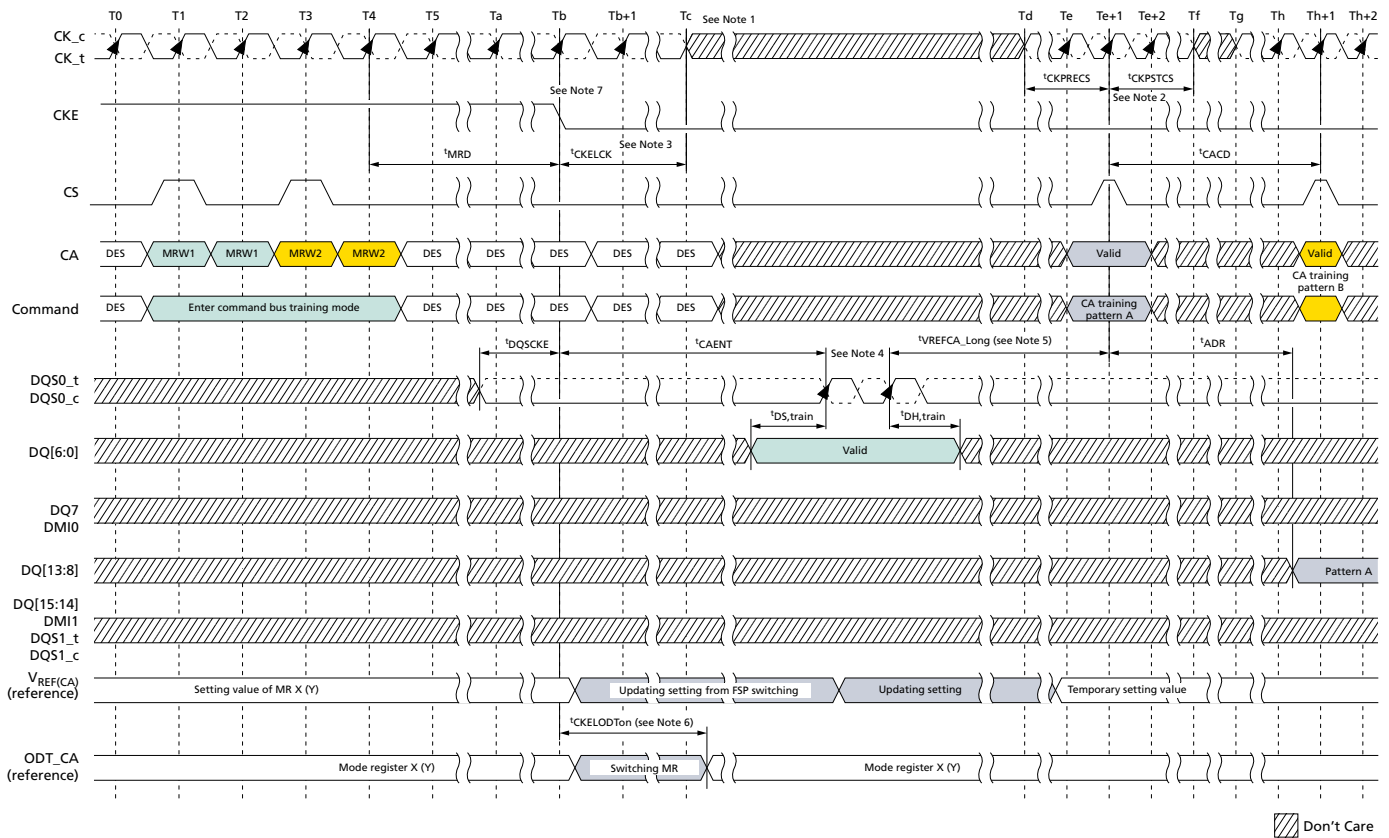 T0 T1 T2 T3 T4 T5 Ta Tb Tb+1 Tc See Note 1 Td Te Te+1 Te+2 Tf Tg Th Th+1 Th+2
CK_c
CK_t
tCKPRECS tCKPSTCS
See Note 7 See Note 2
CKE
See Note 3
tMRD tCKELCK tCACD
CS
CA DES MRW1 MRW1 MRW2 MRW2 DES DES DES DES DES Valid Valid
CA training
pattern B
Command DES Enter command bus training mode DES DES DES DES DES CA training
pattern A
tDQSCKE tCAENT See Note 4 tVREFCA_Long (see Note 5) tADR
DQS0_t
DQS0_c
tDS,train tDH,train
DQ[6:0] Valid
DQ7
DMI0
DQ[13:8] Pattern A
DQ[15:14]
DMI1
DQS1_t
DQS1_c
VREF(CA)
(reference) Setting value of MR X (Y) Updating setting from FSP switching Updating setting Temporary setting value
tCKELODTon (see Note 6)
ODT_CA
(reference) Mode register X (Y) Switching MR Mode register X (Y)
Don't Care